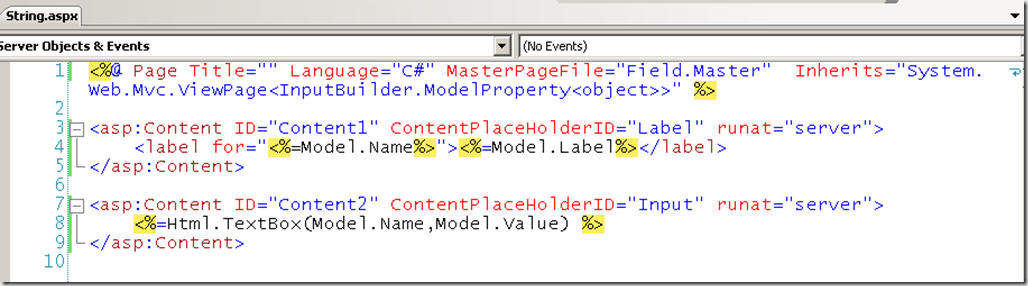 String.aspx
Server Objects & Events
(No Events)
1 <%@ Page Title="" Language="C#" MasterPageFile="Field.Master"  Inherits="System.
Web.Mvc.ViewPage<InputBuilder.ModelProperty<object>>" %>
2
3 <asp:Content ID="Content1" ContentPlaceHolderID="Label" runat="server">
4     <label for="<%=Model.Name%>"><%=Model.Label%></label>
5 </asp:Content>
6
7 <asp:Content ID="Content2" ContentPlaceHolderID="Input" runat="server">
8     <%=Html.TextBox(Model.Name,Model.Value) %>
9 </asp:Content>
10